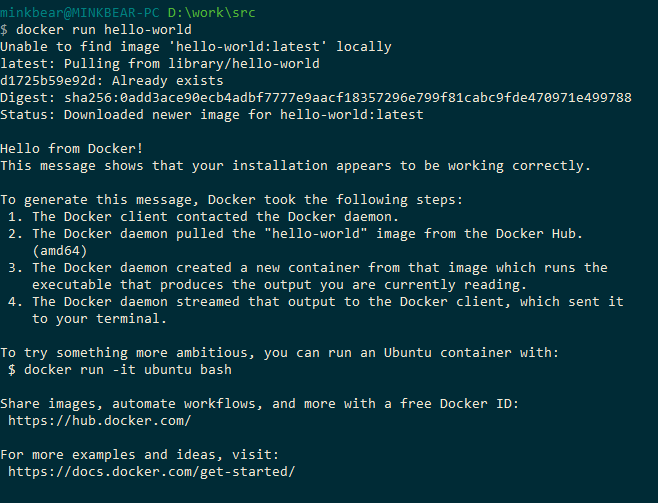 minkbear@MINKBEAR-PC D:\work\src
$ docker run hello-world
Unable to find image 'hello-world:latest' locally
latest: Pulling from library/hello-world
d1725b59e92d: Already exists
Digest: sha256:0add3ace90ecb4adbf7777e9aacf18357296e799f81cabc9fde470971e499788
Status: Downloaded newer image for hello-world:latest

Hello from Docker!
This message shows that your installation appears to be working correctly.

To generate this message, Docker took the following steps:
 1. The Docker client contacted the Docker daemon.
 2. The Docker daemon pulled the "hello-world" image from the Docker Hub.
    (amd64)
 3. The Docker daemon created a new container from that image which runs the
    executable that produces the output you are currently reading.
 4. The Docker daemon streamed that output to the Docker client, which sent it
    to your terminal.

To try something more ambitious, you can run an Ubuntu container with:
 $ docker run -it ubuntu bash

Share images, automate workflows, and more with a free Docker ID:
 https://hub.docker.com/

For more examples and ideas, visit:
 https://docs.docker.com/get-started/